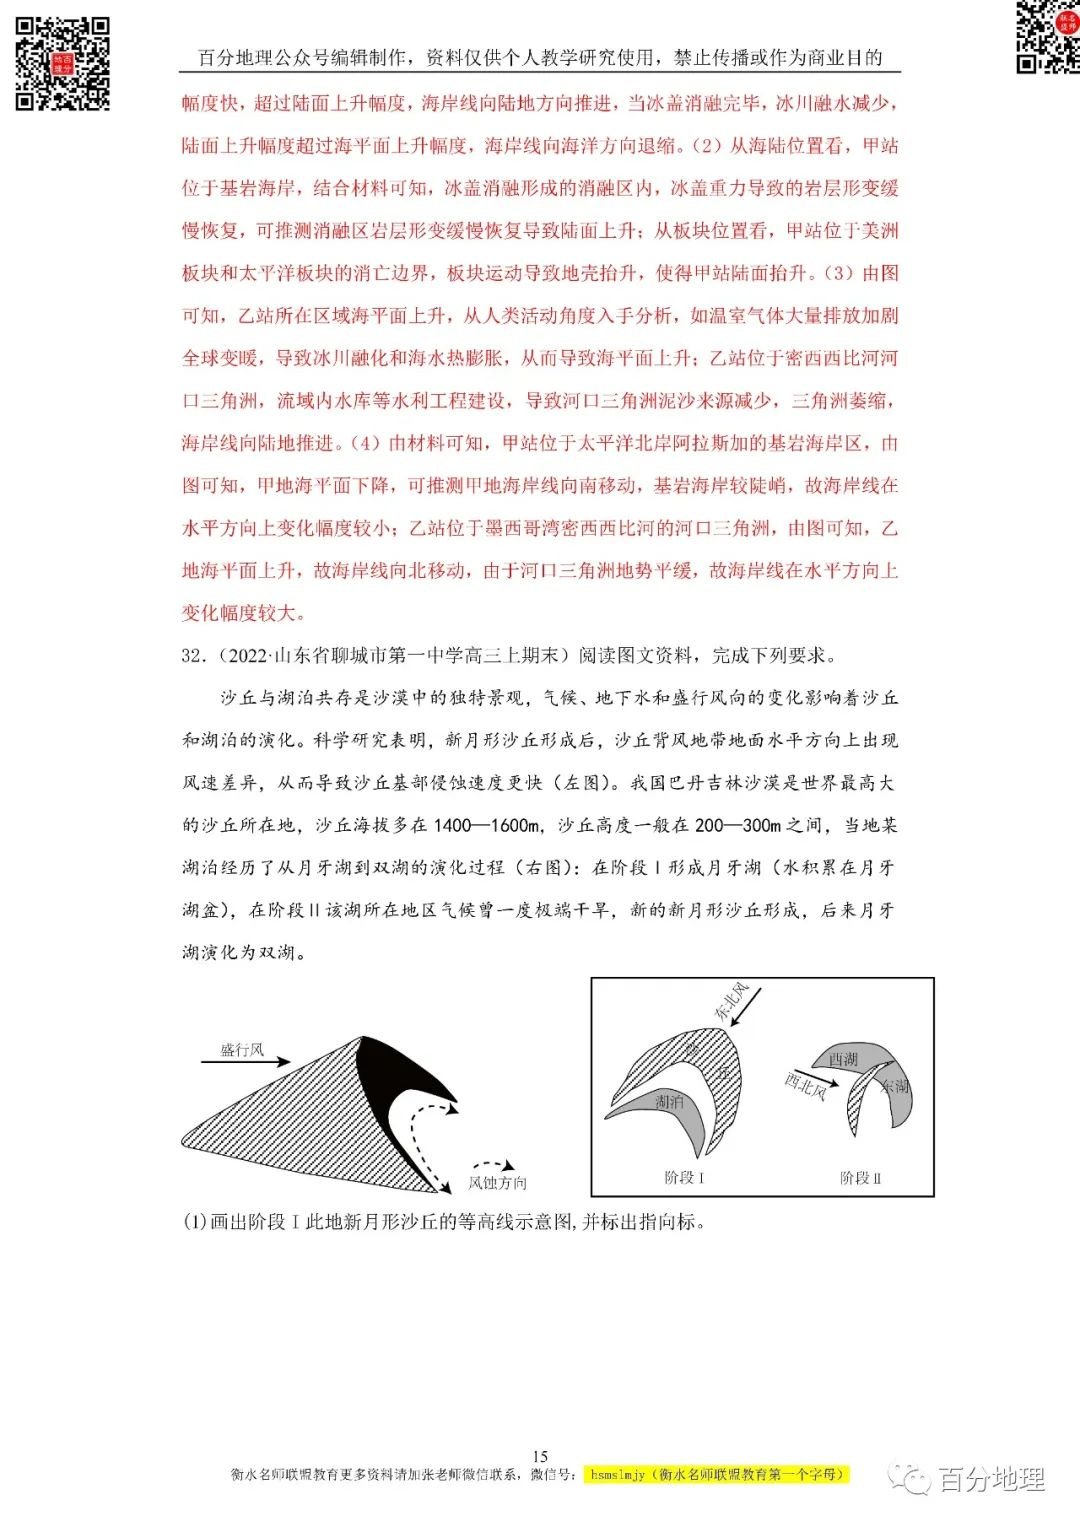 百分地理公众号编辑制作，资料仅供个人教学研究使用，禁止传播或作为商业目的
幅度快，超过陆面上升幅度，海岸线向陆地方向推进，当冰盖消融完毕，冰川融水减少，
陆面上升幅度超过海平面上升幅度，海岸线向海洋方向退缩。（2）从海陆位置看，甲站
位于基岩海岸，结合材料可知，冰盖消融形成的消融区内，冰盖重力导致的岩层形变缓
慢恢复，可推测消融区岩层形变缓慢恢复导致陆面上升；从板块位置看，甲站位于美洲
板块和太平洋板块的消亡边界，板块运动导致地壳抬升，使得甲站陆面抬升。（3）由图
可知，乙站所在区域海平面上升，从人类活动角度入手分析，如温室气体大量排放加剧
全球变暖，导致冰川融化和海水热膨胀，从而导致海平面上升；乙站位于密西西比河河
口三角洲，流域内水库等水利工程建设，导致河口三角洲泥沙来源减少，三角洲萎缩，
海岸线向陆地推进。（4）由材料可知，甲站位于太平洋北岸阿拉斯加的基岩海岸区，由
图可知，甲地海平面下降，可推测甲地海岸线向南移动，基岩海岸较陡峭，故海岸线在
水平方向上变化幅度较小；乙站位于墨西哥湾密西西比河的河口三角洲，由图可知，乙
地海平面上升，故海岸线向北移动，由于河口三角洲地势平缓，故海岸线在水平方向上
变化幅度较大。
32．（2022·山东省聊城市第一中学高三上期末）阅读图文资料，完成下列要求。
沙丘与湖泊共存是沙漠中的独特景观，气候、地下水和盛行风向的变化影响着沙丘
和湖泊的演化。科学研究表明，新月形沙丘形成后，沙丘背风地带地面水平方向上出现
风速差异，从而导致沙丘基部侵蚀速度更快（左图）。我国巴丹吉林沙漠是世界最高大
的沙丘所在地，沙丘海拔多在1400—1600m，沙丘高度一般在200—300m之间，当地某
湖泊经历了从月牙湖到双湖的演化过程（右图）：在阶段Ⅰ形成月牙湖（水积累在月牙
湖盆），在阶段Ⅱ该湖所在地区气候曾一度极端干旱，新的新月形沙丘形成，后来月牙
湖演化为双湖。
盛行风
风蚀方向
东北风
沙
丘
湖泊
阶段Ⅰ
西湖
东湖
西北风
阶段Ⅱ
(1)画出阶段Ⅰ此地新月形沙丘的等高线示意图,并标出指向标。
15
衡水名师联盟教育更多资料请加张老师微信联系，微信号： hsmslmjy（衡水名师联盟教育第一个字母）
百分地理